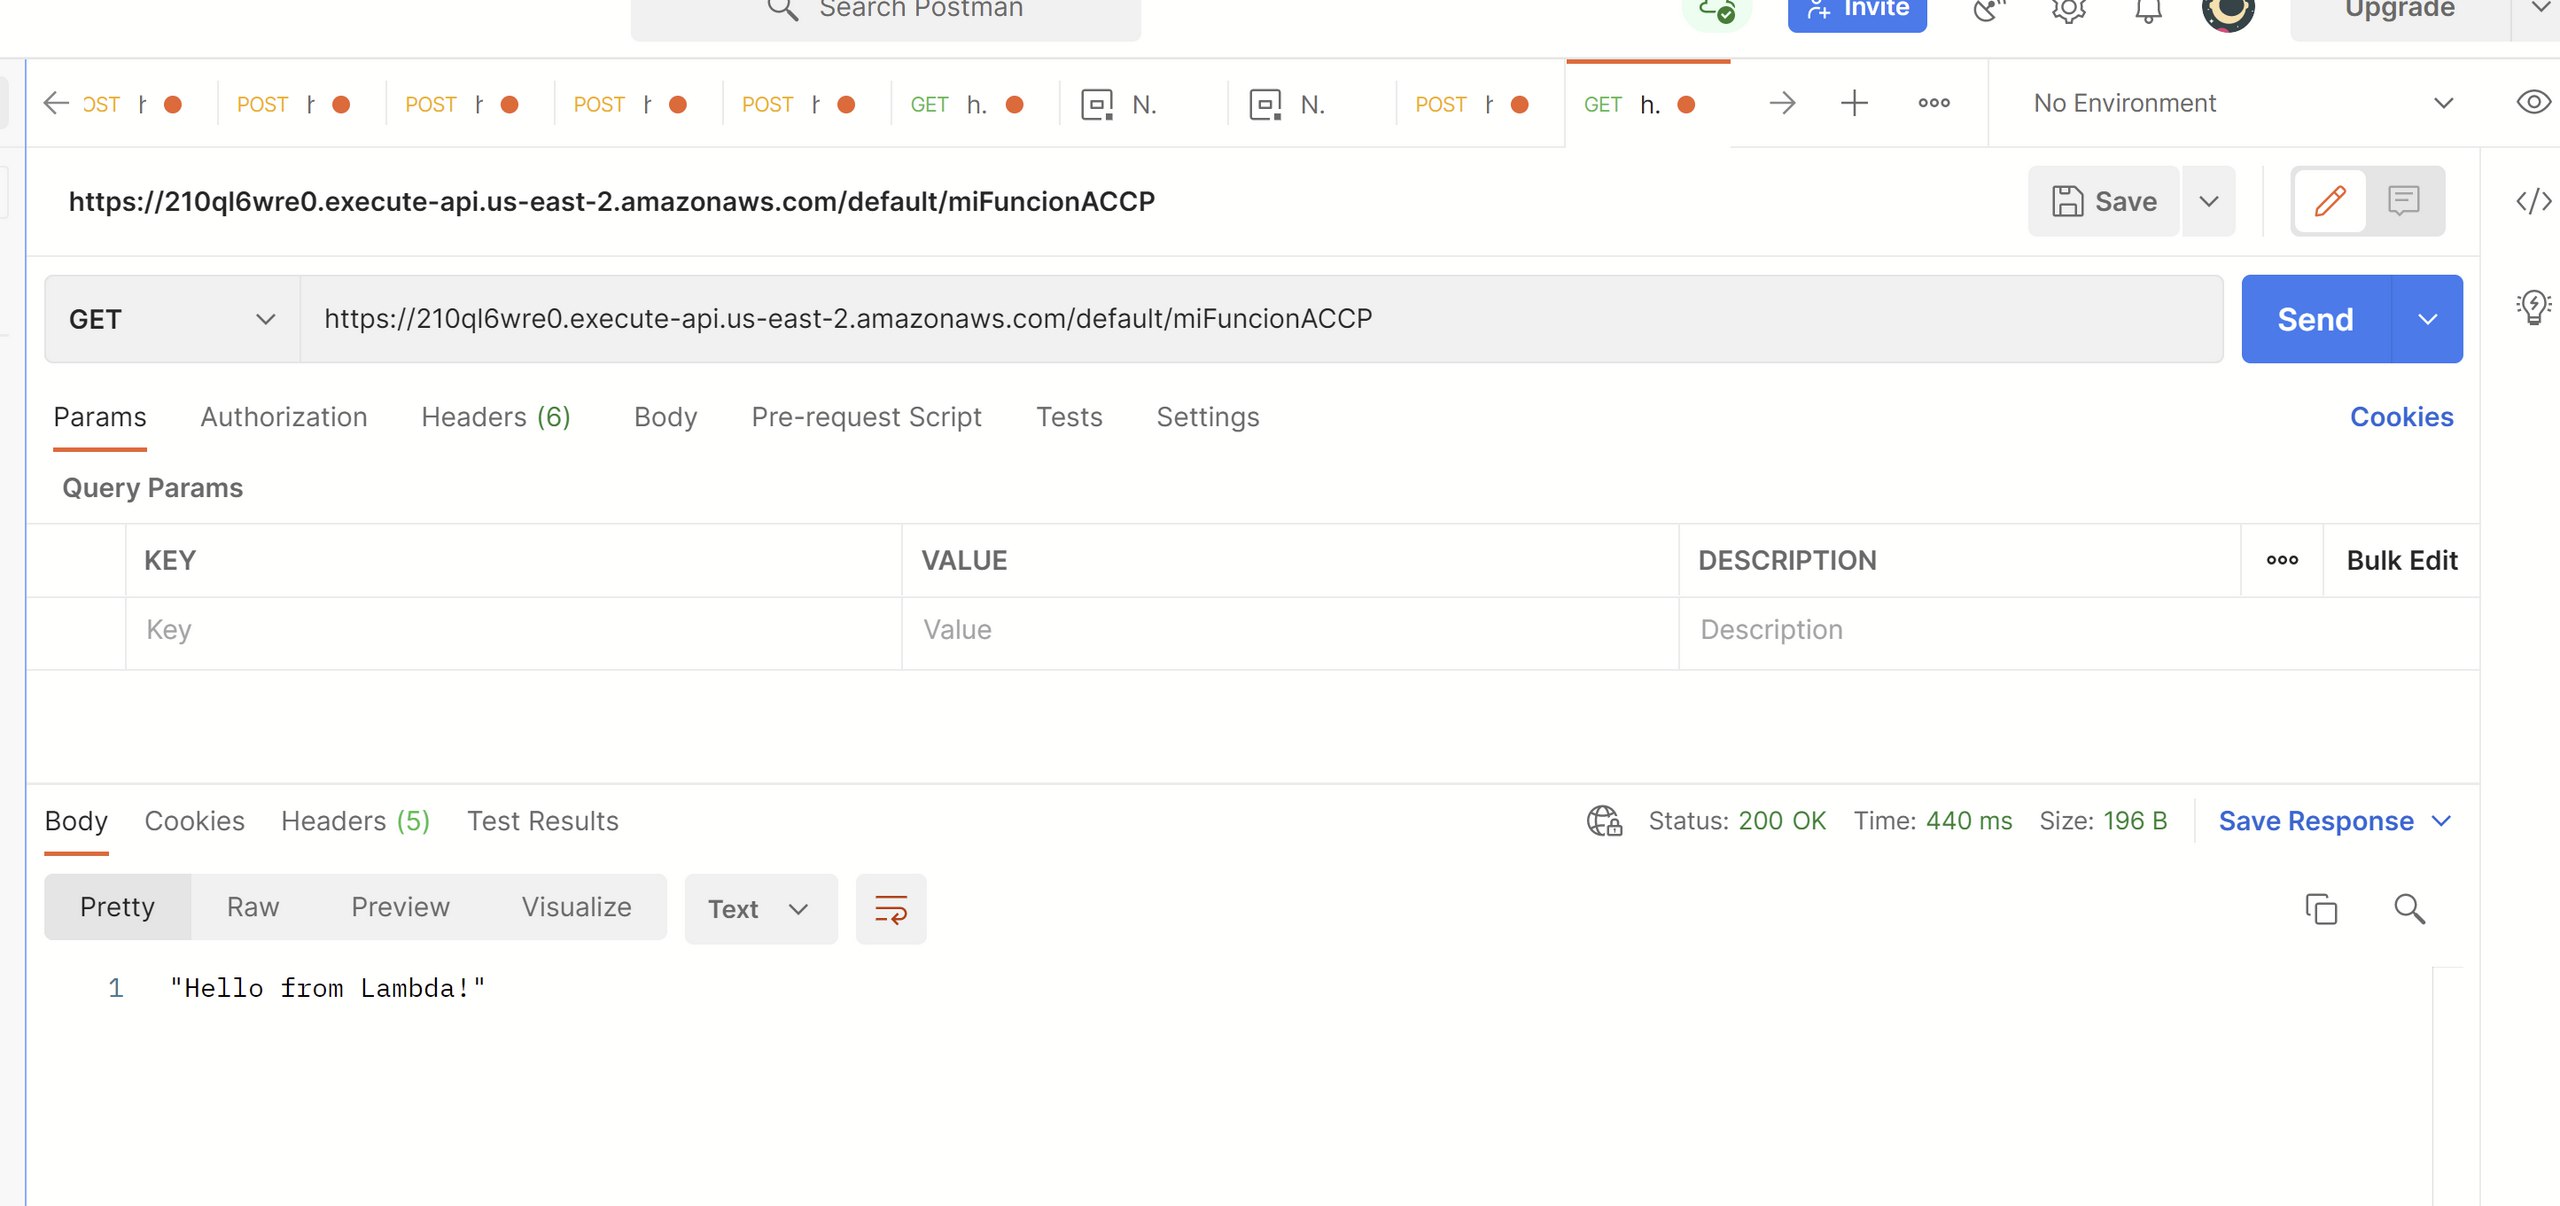 Search Postman Invite Upgrade
OST POST POST POST POST GET h. N. N. POST GET h. No Environment
https://210ql6wre0.execute-api.us-east-2.amazonaws.com/default/miFuncionACCP Save
GET https://210ql6wre0.execute-api.us-east-2.amazonaws.com/default/miFuncionACCP Send
Params Authorization Headers (6) Body Pre-request Script Tests Settings Cookies
Query Params
KEY VALUE DESCRIPTION Bulk Edit
Key Value Description
Body Cookies Headers (5) Test Results Status: 200 OK Time: 440 ms Size: 196 B Save Response
Pretty Raw Preview Visualize Text
1 "Hello from Lambda!"